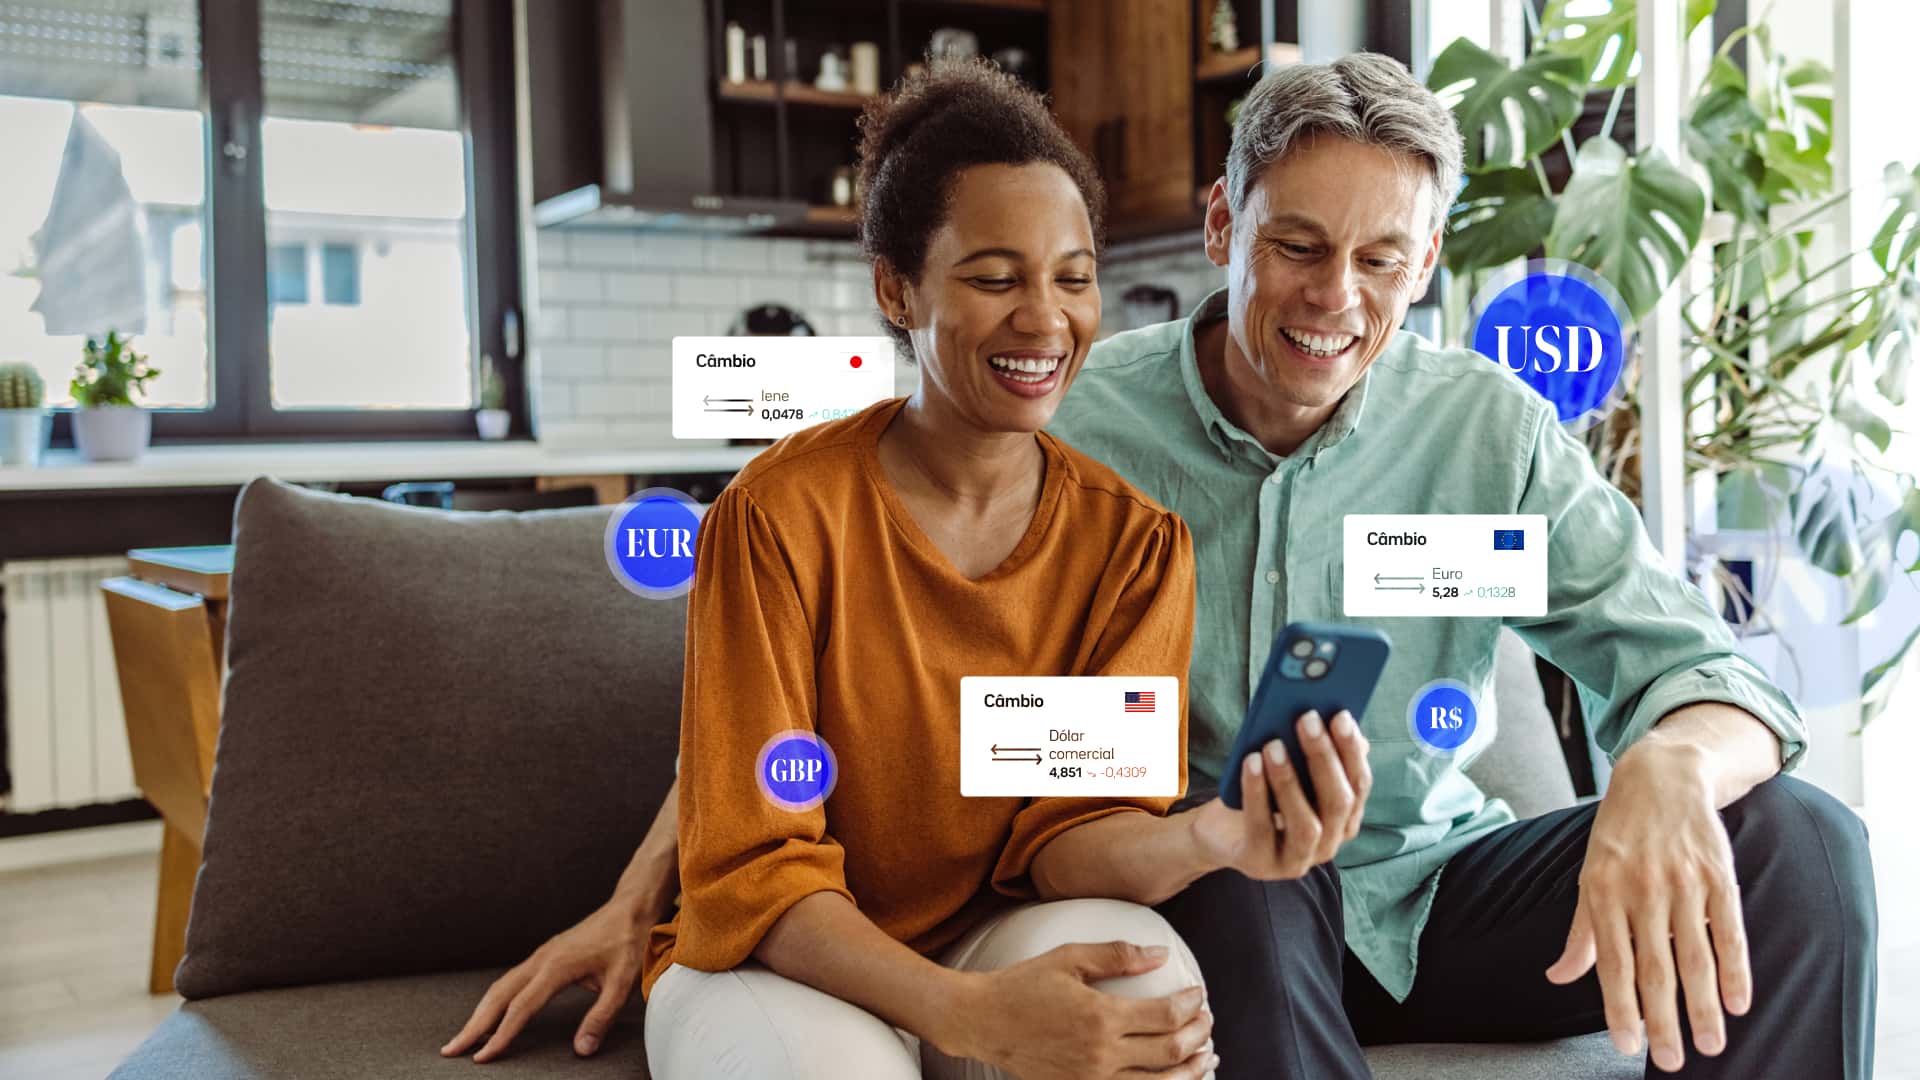 USD
Câmbio
Iene
0,0478
EUR
Câmbio
Euro
5,28 0,1328
Câmbio
Dólar
comercial
4,851 -0,4309
R$
GBP